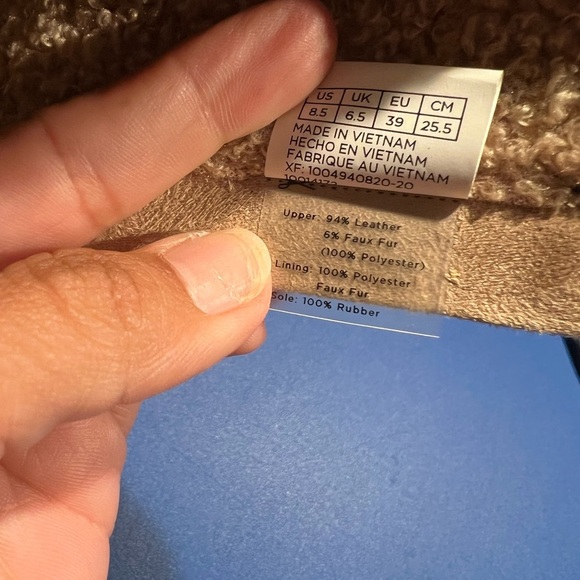 US UK EU CM
8.5 6.5 39 25.5
MADE IN VIETNAM
HECHO EN VIETNAM
FABRIQUE AU VIETNAM
XF: 1004940820-20
Upper: 94% Leather
6% Faux Fur
(100% Polyester)
Lining: 100% Polyester
Faux Fur
Sole: 100% Rubber